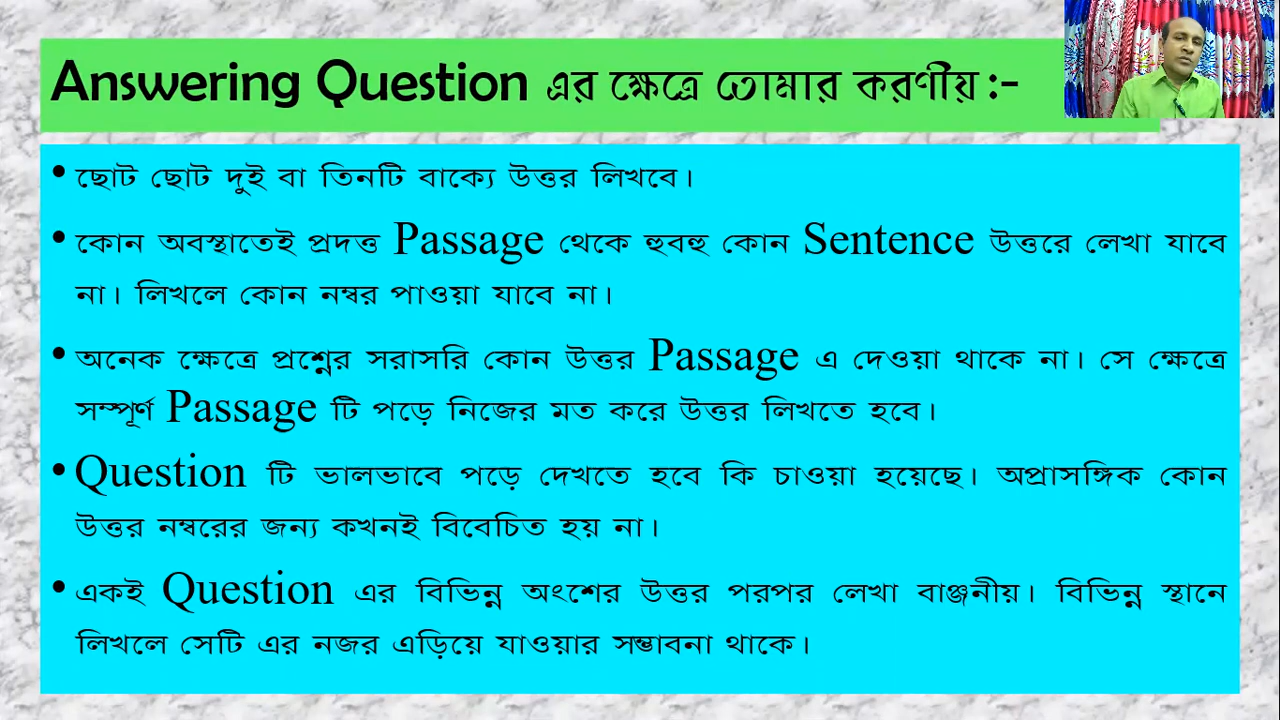 Answering Question এর ক্ষেত্রে তোমার করণীয় :-
• ছোট ছোট দুই বা তিনটি বাক্যে উত্তর লিখবে।
• কোন অবস্থাতেই প্রদত্ত Passage থেকে হুবহু কোন Sentence উত্তরে লেখা যাবে
না। লিখলে কোন নম্বর পাওয়া যাবে না।
• অনেক ক্ষেত্রে প্রশ্নের সরাসরি কোন উত্তর Passage এ দেওয়া থাকে না। সে ক্ষেত্রে
সম্পূর্ণ Passage টি পড়ে নিজের মত করে উত্তর লিখতে হবে।
• Question টি ভালভাবে পড়ে দেখতে হবে কি চাওয়া হয়েছে। অপ্রাসঙ্গিক কোন
উত্তর নম্বরের জন্য কখনই বিবেচিত হয় না।
• একই Question এর বিভিন্ন অংশের উত্তর পরপর লেখা বাঞ্জনীয়। বিভিন্ন স্থানে
লিখলে সেটি এর নজর এড়িয়ে যাওয়ার সম্ভাবনা থাকে।